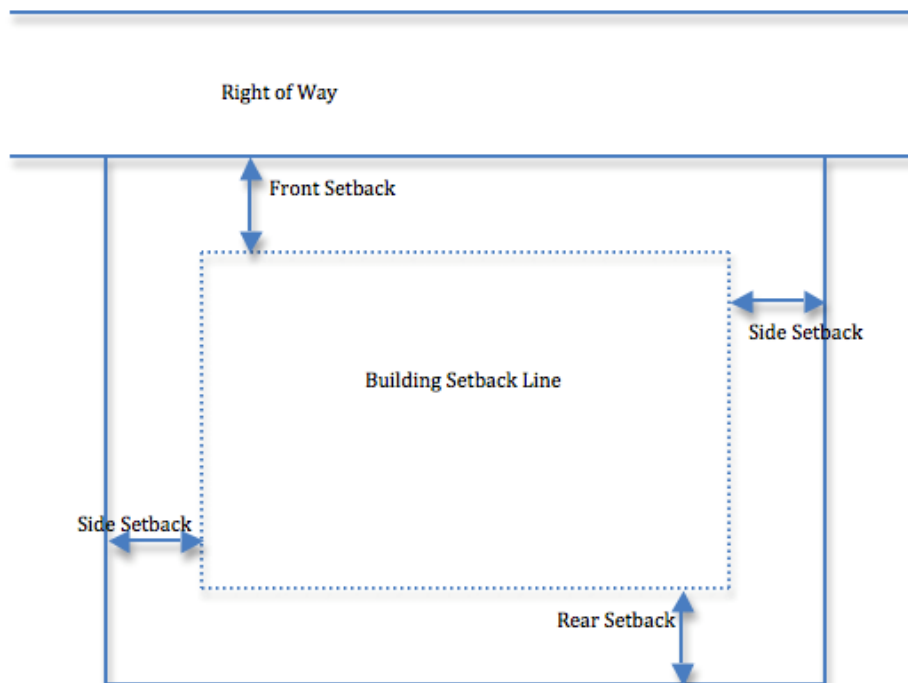 Right of Way
Front Setback
Side Setback
Building Setback Line
Side Setback
Rear Setback